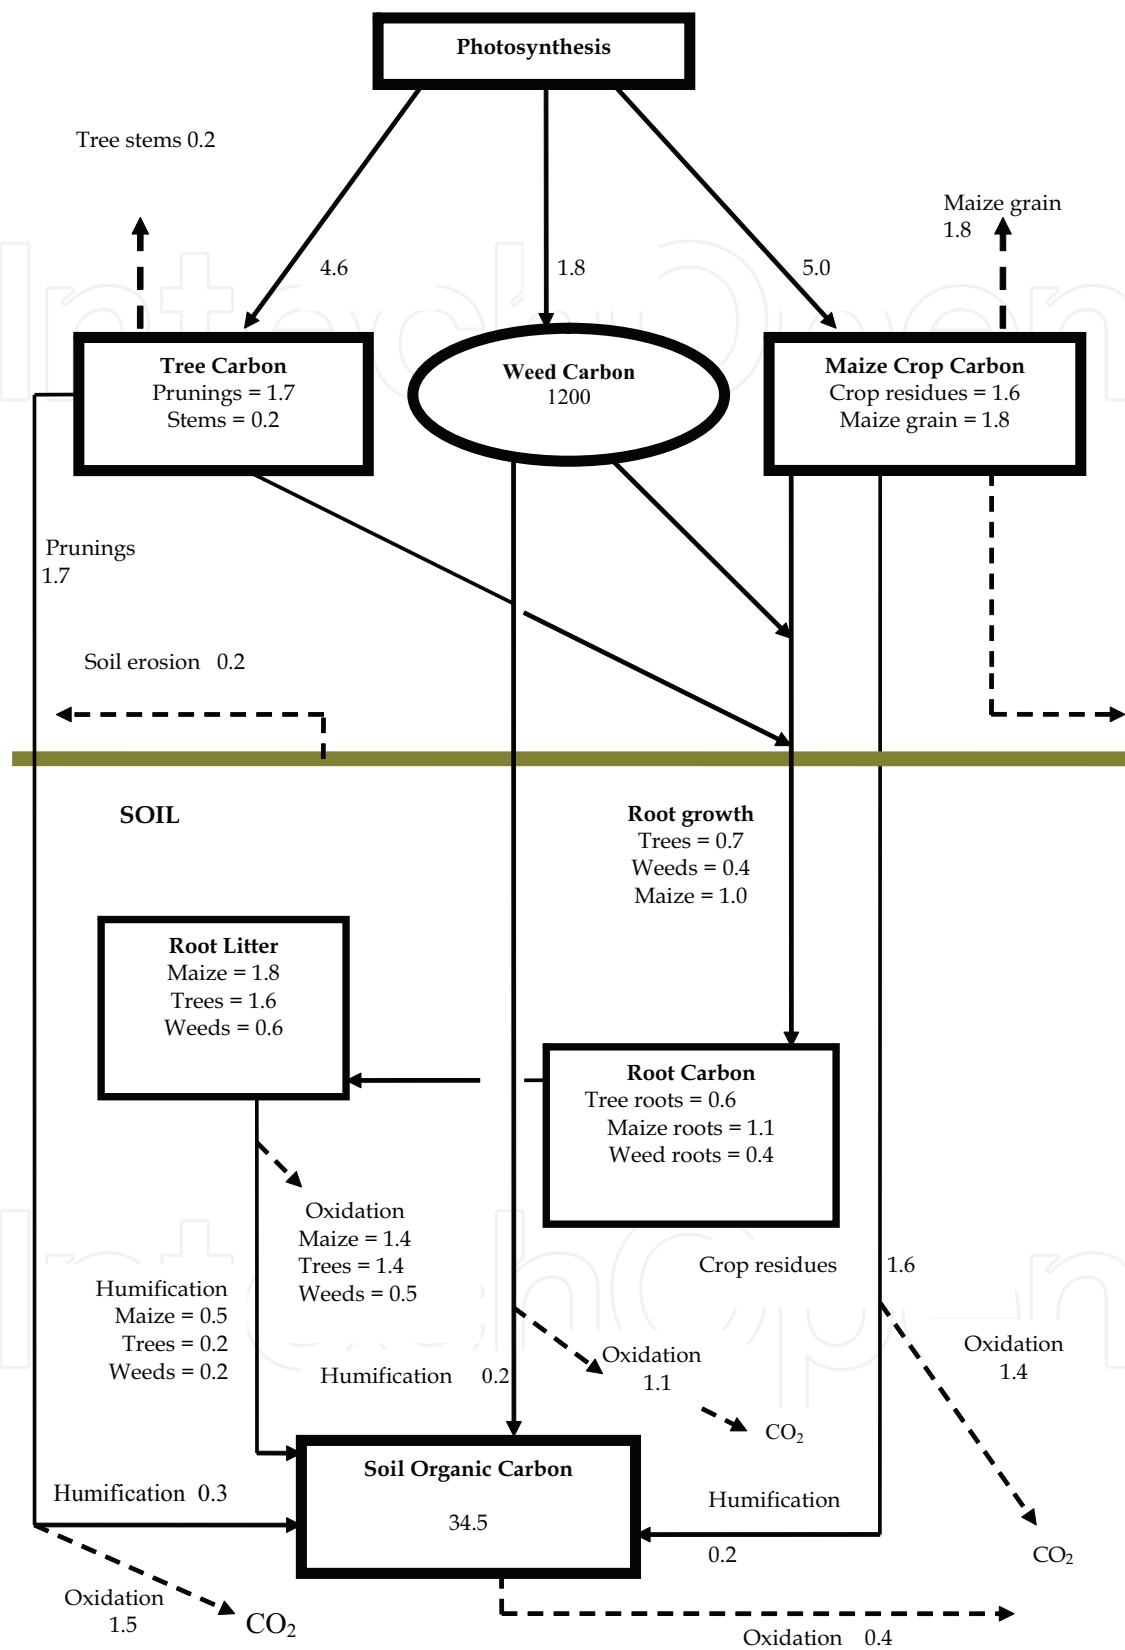 Photosynthesis
Tree stems 0.2
Maize grain
1.8
4.6
1.8
5.0
Tree Carbon
Prunings = 1.7
Stems = 0.2
Weed Carbon
1200
Maize Crop Carbon
Crop residues = 1.6
Maize grain = 1.8
Prunings
1.7
Soil erosion 0.2
SOIL
Root growth
Trees = 0.7
Weeds = 0.4
Maize = 1.0
Root Litter
Maize = 1.8
Trees = 1.6
Weeds = 0.6
Root Carbon
Tree roots = 0.6
Maize roots = 1.1
Weed roots = 0.4
Oxidation
Maize = 1.4
Trees = 1.4
Weeds = 0.5
Crop residues 1.6
Humification
Maize = 0.5
Trees = 0.2
Weeds = 0.2
Humification 0.2
Oxidation
1.1
CO₂
Oxidation
1.4
CO₂
Soil Organic Carbon
34.5
Humification 0.3
Humification
0.2
Oxidation
1.5
CO₂
Oxidation 0.4
IntechOpen
IntechOpen